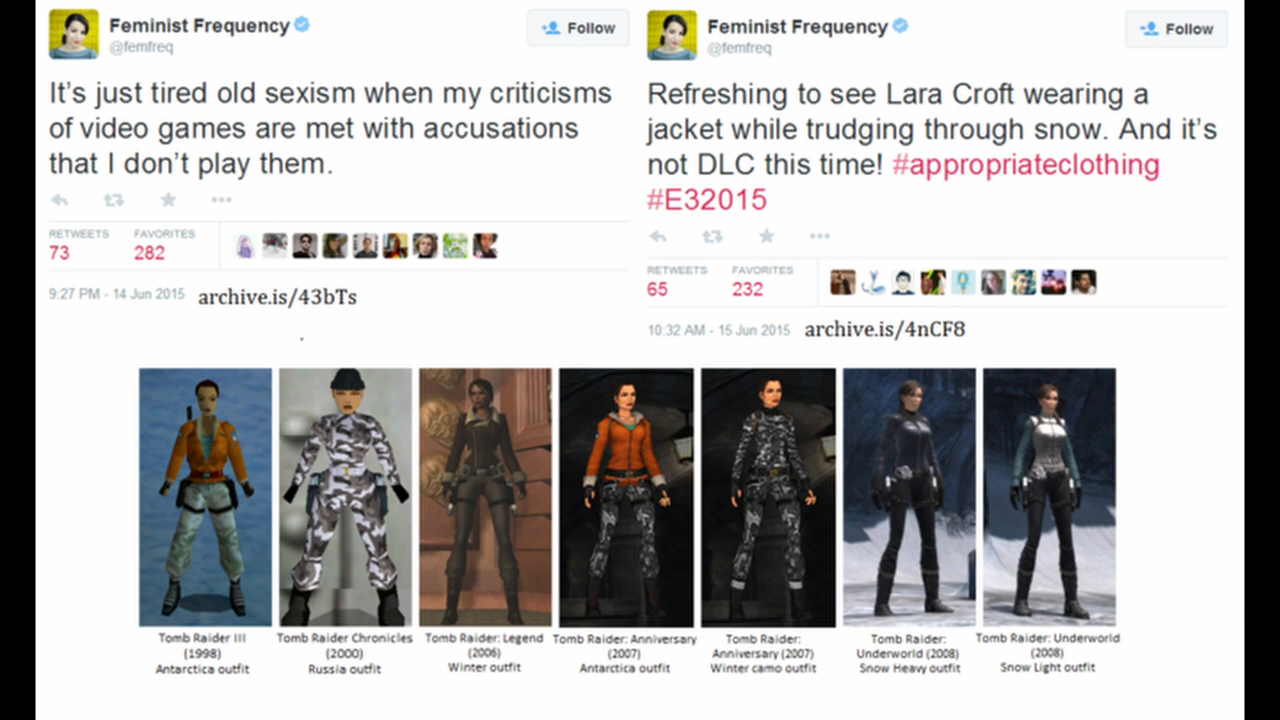 Feminist Frequency
@femfreq
Follow
It's just tired old sexism when my criticisms
of video games are met with accusations
that I don't play them.
RETWEETS FAVORITES
73 282
9:27 PM - 14 Jun 2015 archive.is/43bTs
Feminist Frequency
@femfreq
Follow
Refreshing to see Lara Croft wearing a
jacket while trudging through snow. And it's
not DLC this time! #appropriateclothing
#E32015
RETWEETS FAVORITES
65 232
10:32 AM - 15 Jun 2015 archive.is/4nCF8
Tomb Raider III
(1998)
Antarctica outfit
Tomb Raider Chronicles
(2000)
Russia outfit
Tomb Raider: Legend
(2006)
Winter outfit
Tomb Raider: Anniversary
(2007)
Antarctica outfit
Tomb Raider:
Anniversary (2007)
Winter camo outfit
Tomb Raider:
Underworld (2008)
Snow Heavy outfit
Tomb Raider: Underworld
(2008)
Snow Light outfit